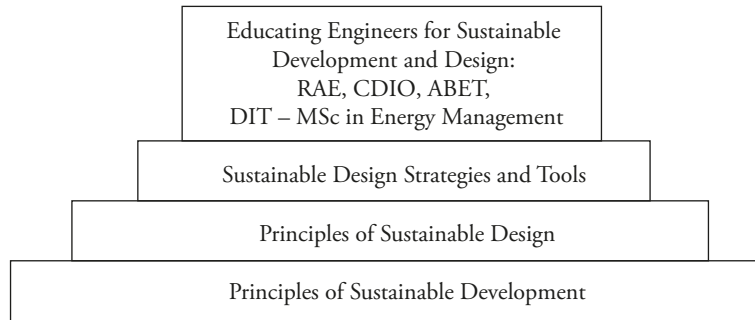 Educating Engineers for Sustainable
Development and Design:
RAE, CDIO, ABET,
DIT – MSc in Energy Management
Sustainable Design Strategies and Tools
Principles of Sustainable Design
Principles of Sustainable Development